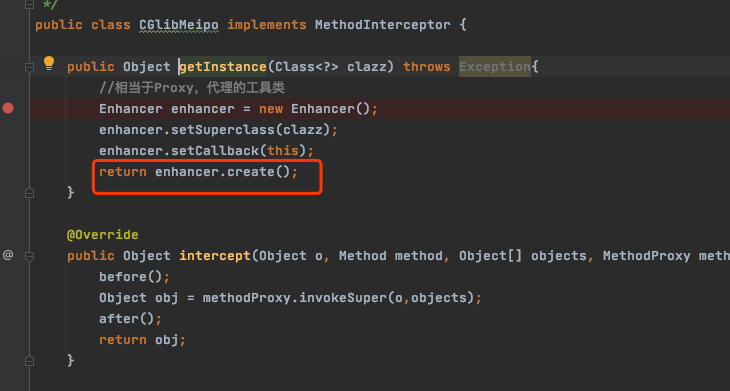 */
public class CGlibMeipo implements MethodInterceptor {
public Object getInstance(Class<?> clazz) throws Exception{
//相当于Proxy，代理的工具类
Enhancer enhancer = new Enhancer();
enhancer.setSuperclass(clazz);
enhancer.setCallback(this);
return enhancer.create();
}
@Override
@ public Object intercept(Object o, Method method, Object[] objects, MethodProxy meth
before();
Object obj = methodProxy.invokeSuper(o,objects);
after();
return obj;
}